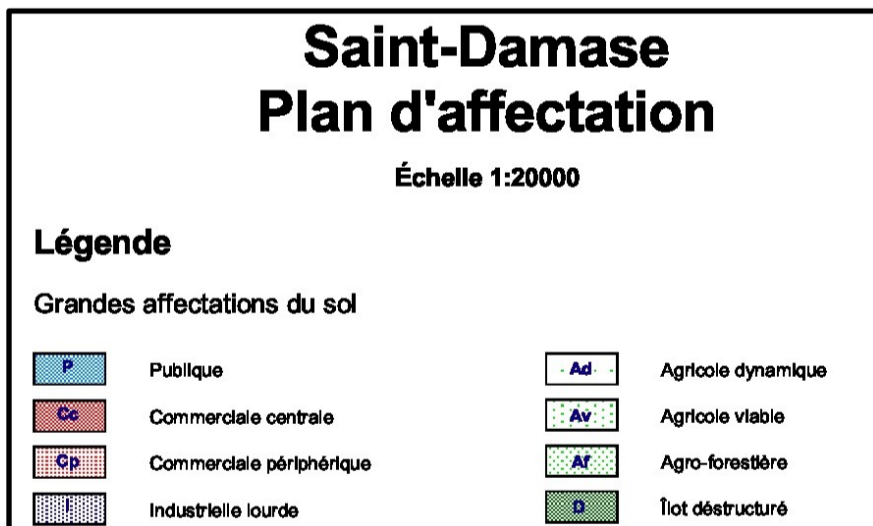 Saint-Damase
Plan d'affectation
Échelle 1:20000
Légende
Grandes affectations du sol
P Publique
Ad Agricole dynamique
Cc Commerciale centrale
Av Agricole viable
Cp Commerciale périphérique
Af Agro-forestière
I Industrielle lourde
D Îlot déstructuré